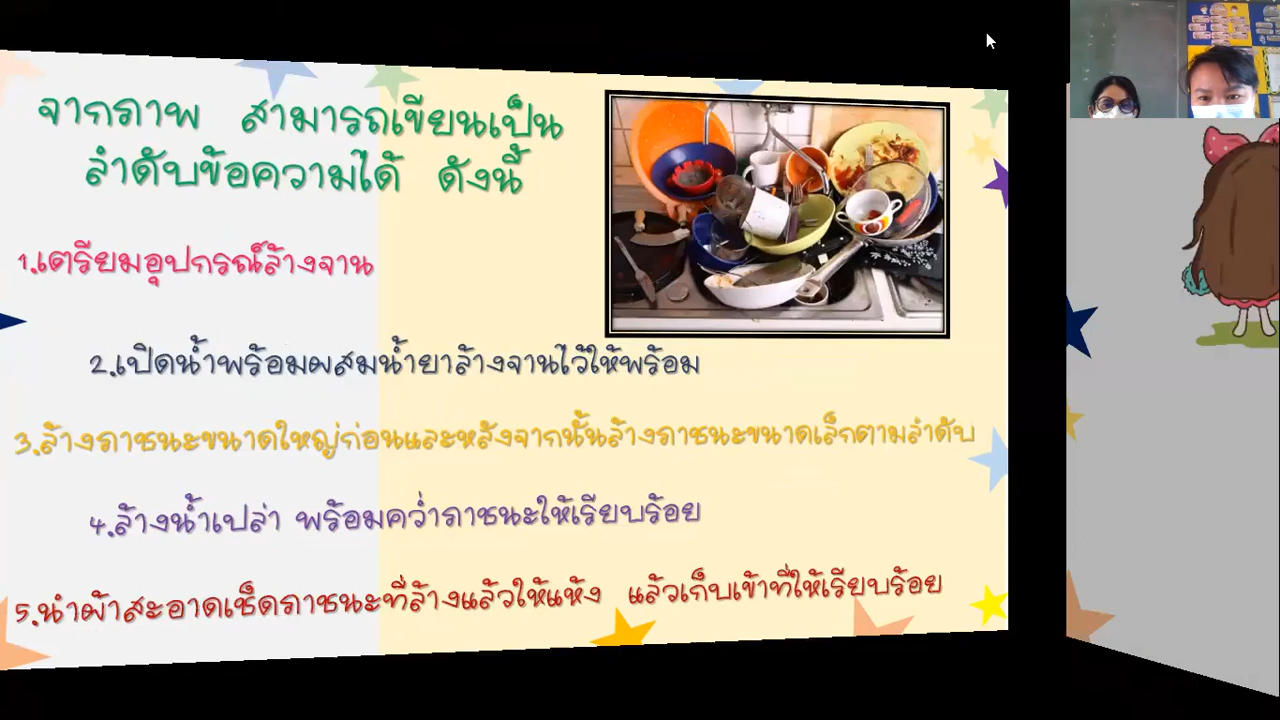 จากภาพ สามารถเขียนเป็น
ลำดับข้อความได้ ดังนี้
1.เตรียมอุปกรณ์ล้างจาน
2.เปิดน้ำพร้อมผสมน้ำยาล้างจานไว้ให้พร้อม
3.ล้างภาชนะขนาดใหญ่ก่อนและหลังจากนั้นล้างภาชนะขนาดเล็กตามลำดับ
4.ล้างน้ำเปล่า พร้อมคว่ำภาชนะให้เรียบร้อย
5.นำผ้าสะอาดเช็ดภาชนะที่ล้างแล้วให้แห้ง แล้วเก็บเข้าที่ให้เรียบร้อย